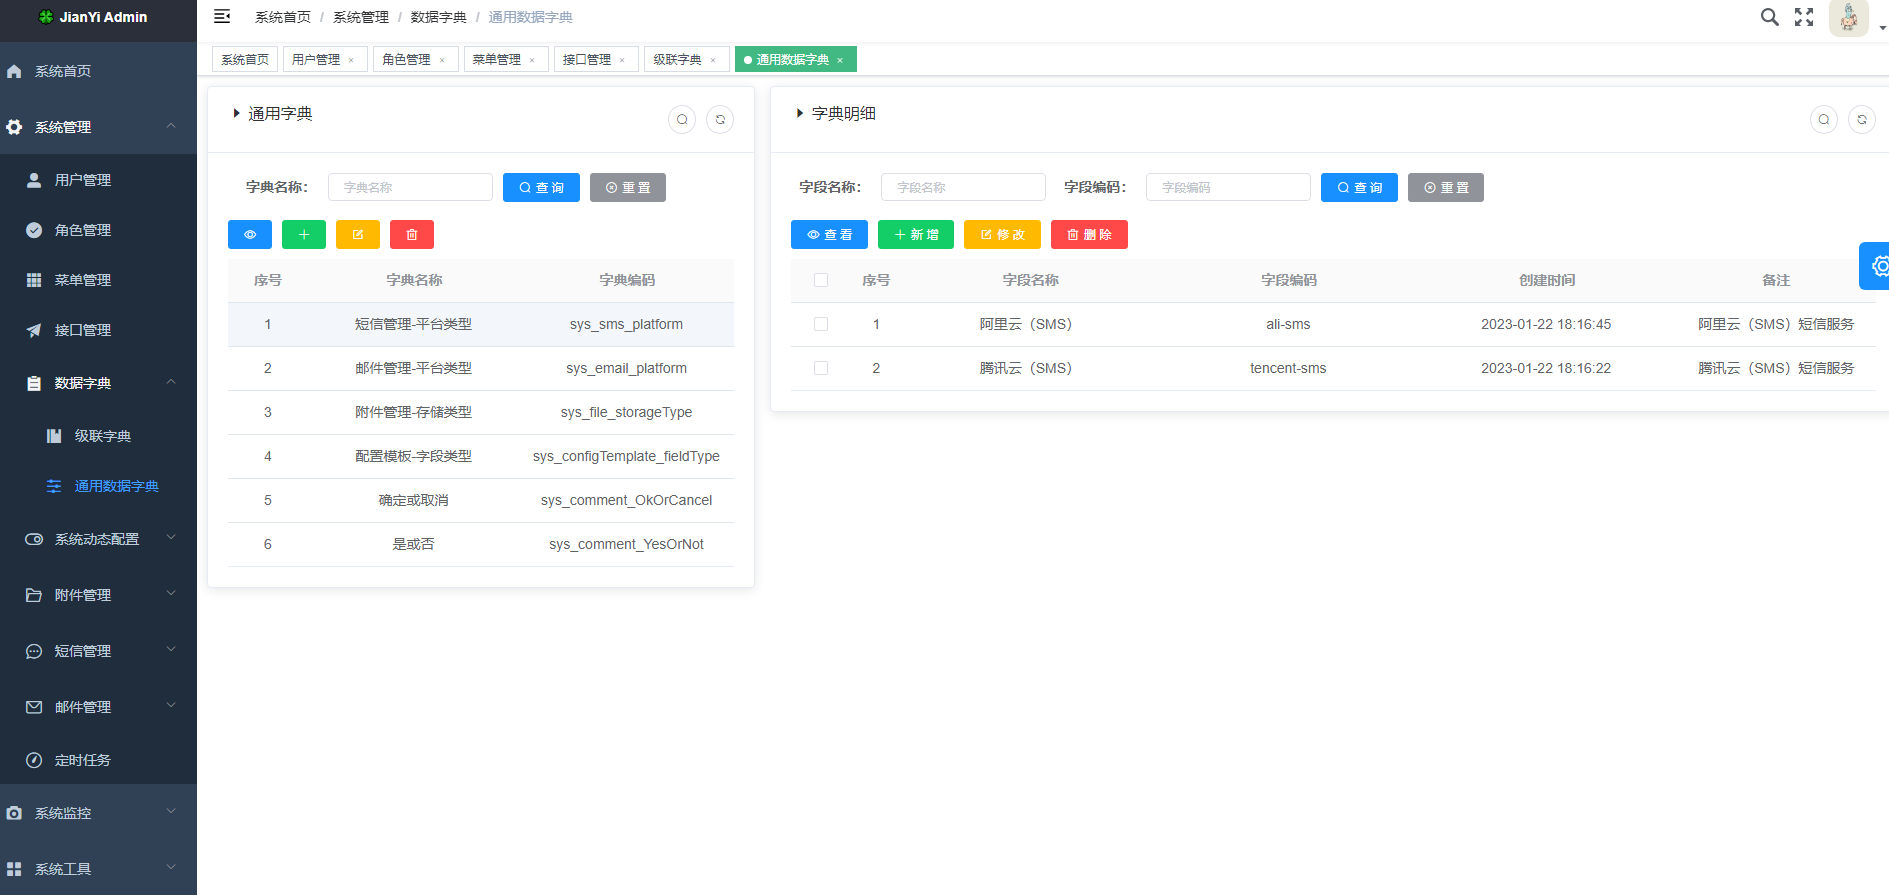 JianYi Admin
系统首页 / 系统管理 / 数据字典 / 通用数据字典
系统首页 用户管理 × 角色管理 × 菜单管理 × 接口管理 × 级联字典 × 通用数据字典 ×
系统首页
系统管理
用户管理
角色管理
菜单管理
接口管理
数据字典
级联字典
通用数据字典
系统动态配置
附件管理
短信管理
邮件管理
定时任务
系统监控
系统工具
通用字典
字典名称: 字典名称 查 询 重 置
序号 字典名称 字典编码
1 短信管理-平台类型 sys_sms_platform
2 邮件管理-平台类型 sys_email_platform
3 附件管理-存储类型 sys_file_storageType
4 配置模板-字段类型 sys_configTemplate_fieldType
5 确定或取消 sys_comment_OkOrCancel
6 是或否 sys_comment_YesOrNot
字典明细
字段名称: 字段名称 字段编码: 字段编码 查 询 重 置
查 看 新 增 修 改 删 除
序号 字段名称 字段编码 创建时间 备注
1 阿里云（SMS） ali-sms 2023-01-22 18:16:45 阿里云（SMS）短信服务
2 腾讯云（SMS） tencent-sms 2023-01-22 18:16:22 腾讯云（SMS）短信服务